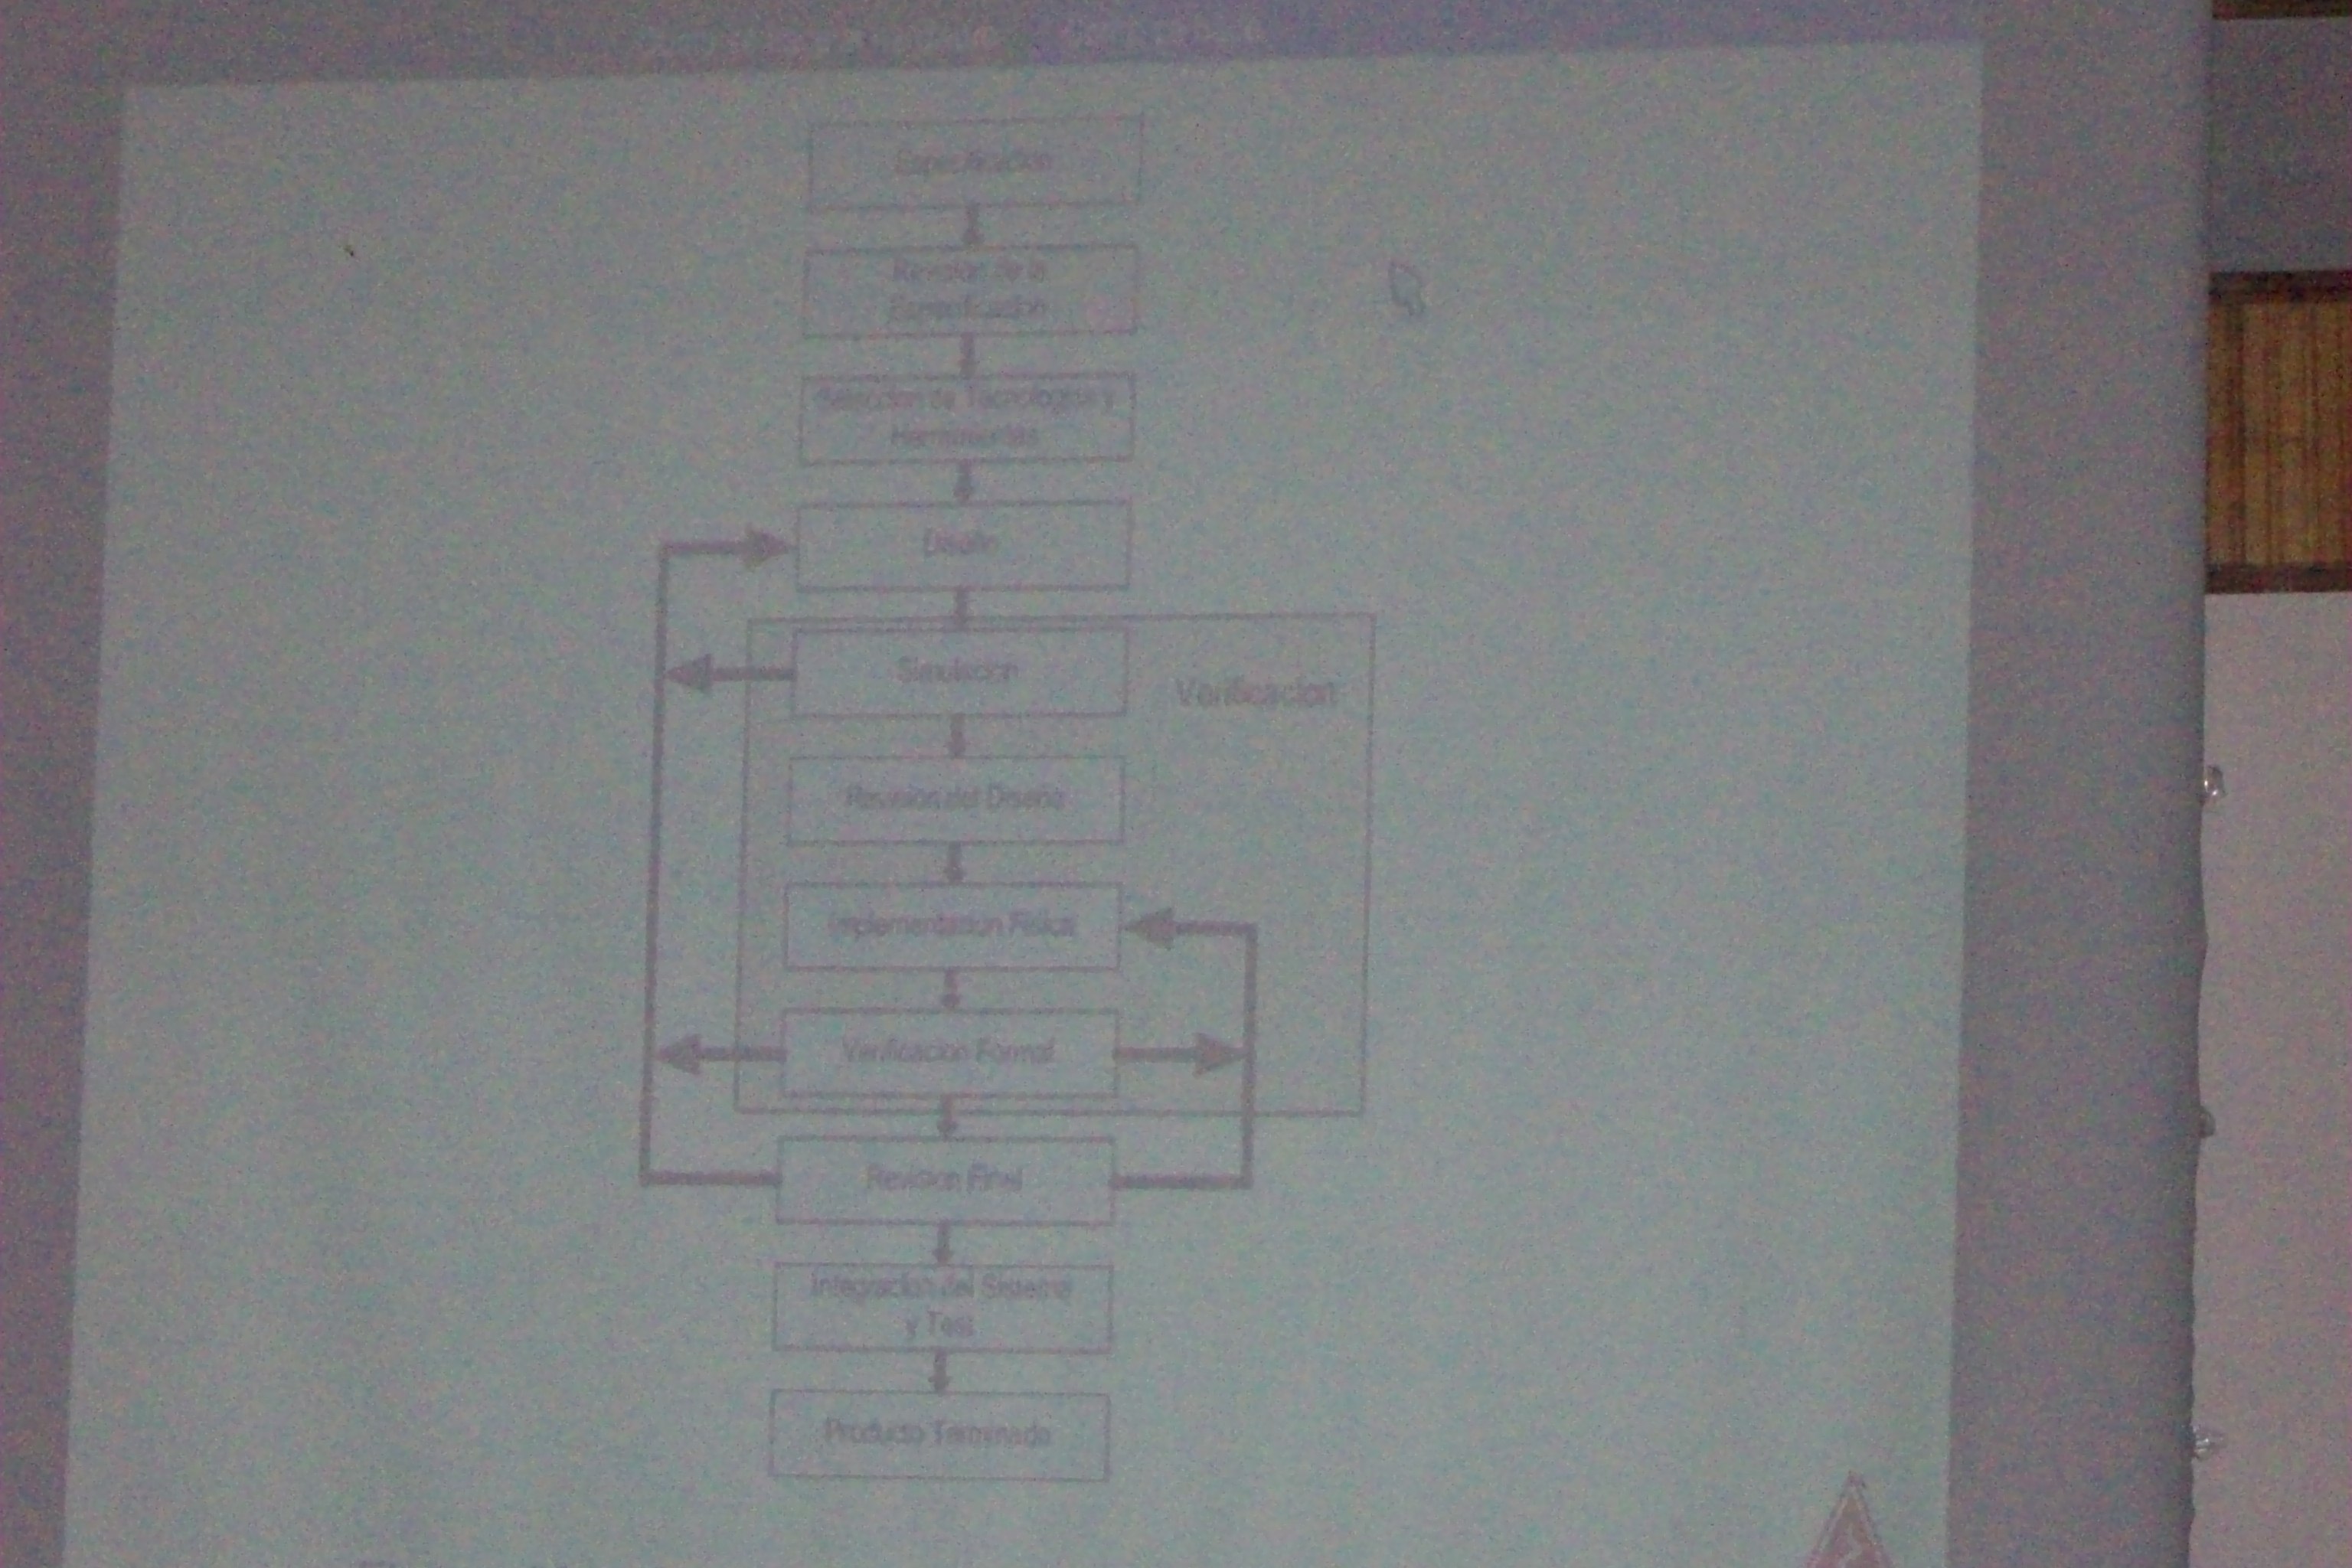 Especificacion
Revision de la
Especificacion
Seleccion de Tecnologia y
Herramientas
Diseño
Simulacion
Verificacion
Revision del Diseño
Implementacion Fisica
Verificacion Formal
Revision Final
Integracion del Sistema
y Test
Producto Terminado